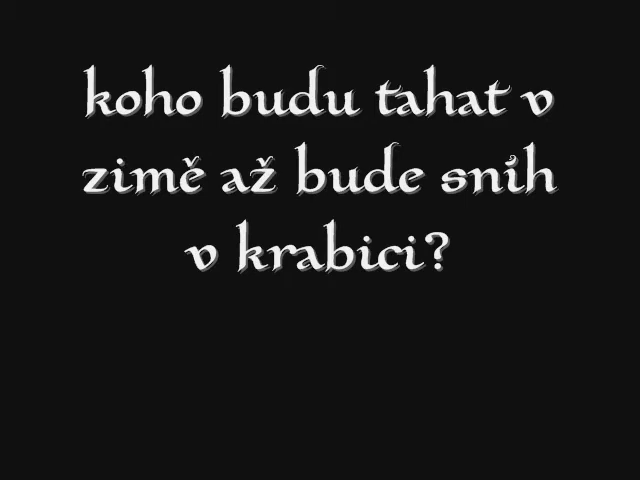 koho budu tahat v
zimě až bude sníh
v krabici?